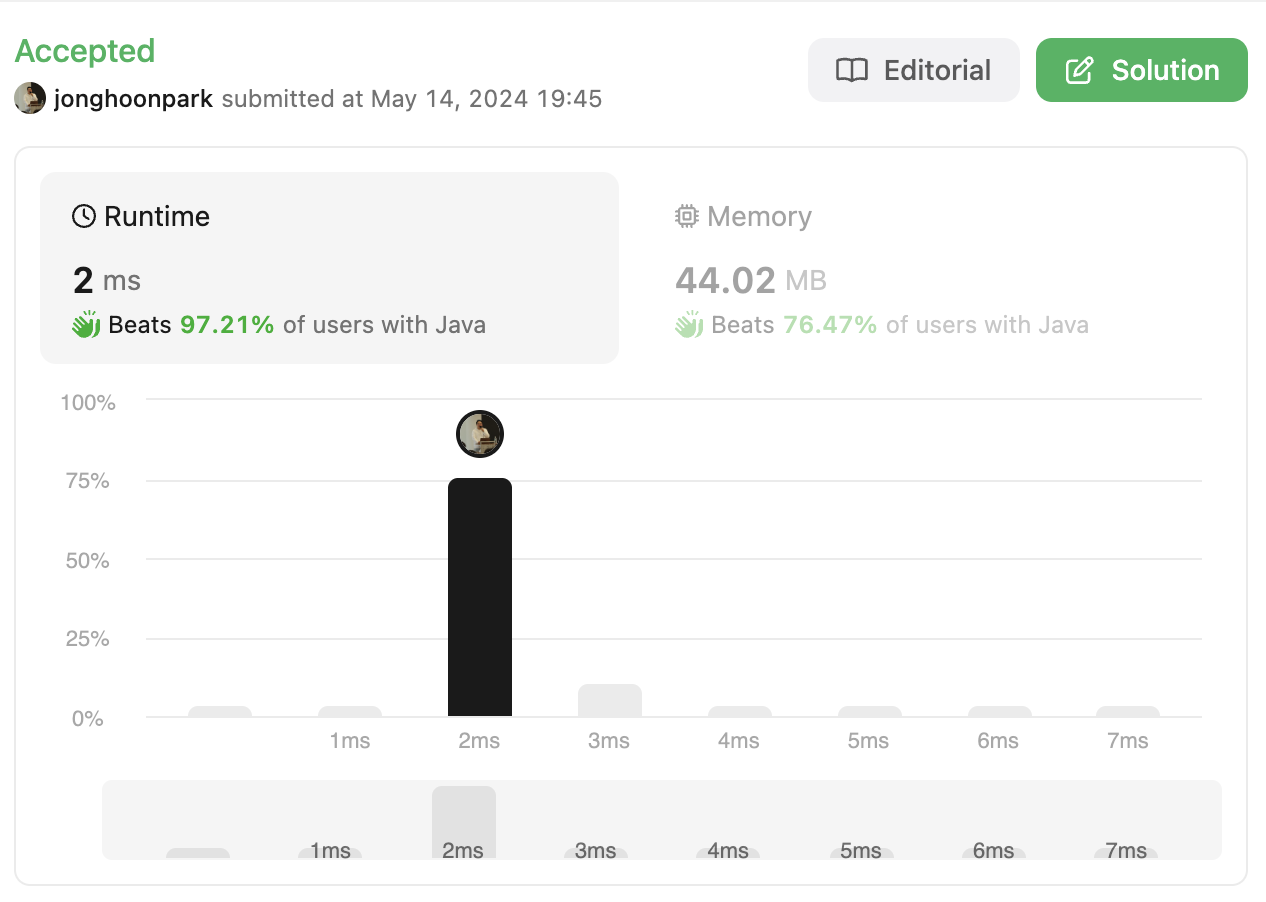 Accepted
jonghoonpark submitted at May 14, 2024 19:45
Editorial
Solution
Runtime
2 ms
Beats 97.21% of users with Java
Memory
44.02 MB
Beats 76.47% of users with Java
100%
75%
50%
25%
0%
1ms 2ms 3ms 4ms 5ms 6ms 7ms
1ms 2ms 3ms 4ms 5ms 6ms 7ms